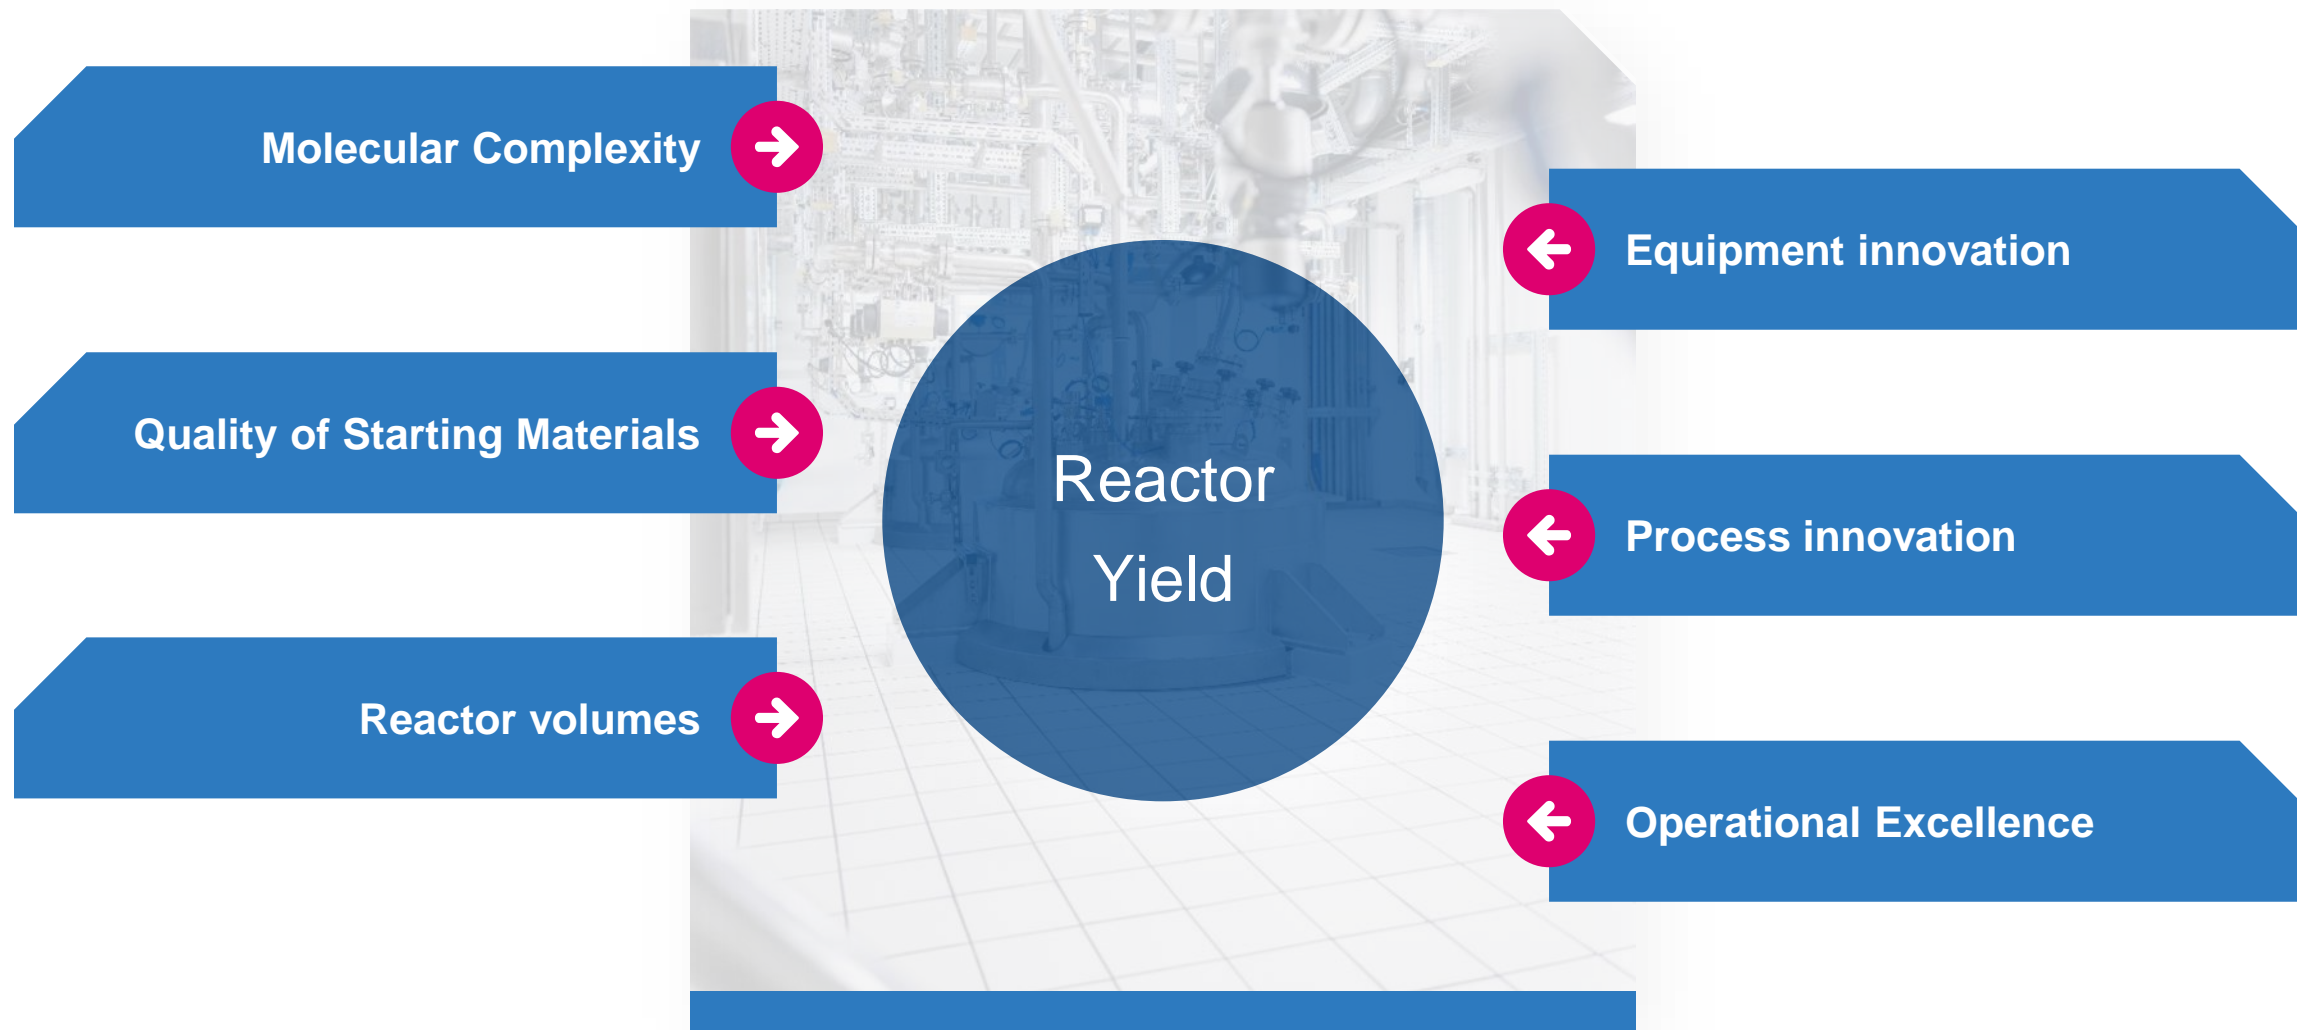 Molecular Complexity
Quality of Starting Materials
Reactor volumes
Reactor
Yield
Equipment innovation
Process innovation
Operational Excellence